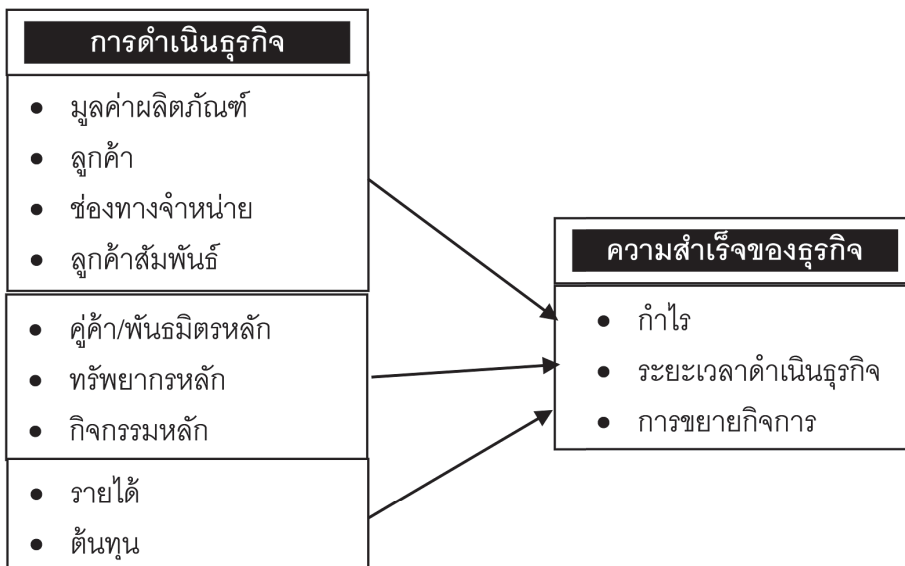 การดำเนินธุรกิจ
• มูลค่าผลิตภัณฑ์
• ลูกค้า
• ช่องทางจำหน่าย
• ลูกค้าสัมพันธ์
• คู่ค้า/พันธมิตรหลัก
• ทรัพยากรหลัก
• กิจกรรมหลัก
• รายได้
• ต้นทุน
ความสำเร็จของธุรกิจ
• กำไร
• ระยะเวลาดำเนินธุรกิจ
• การขยายกิจการ